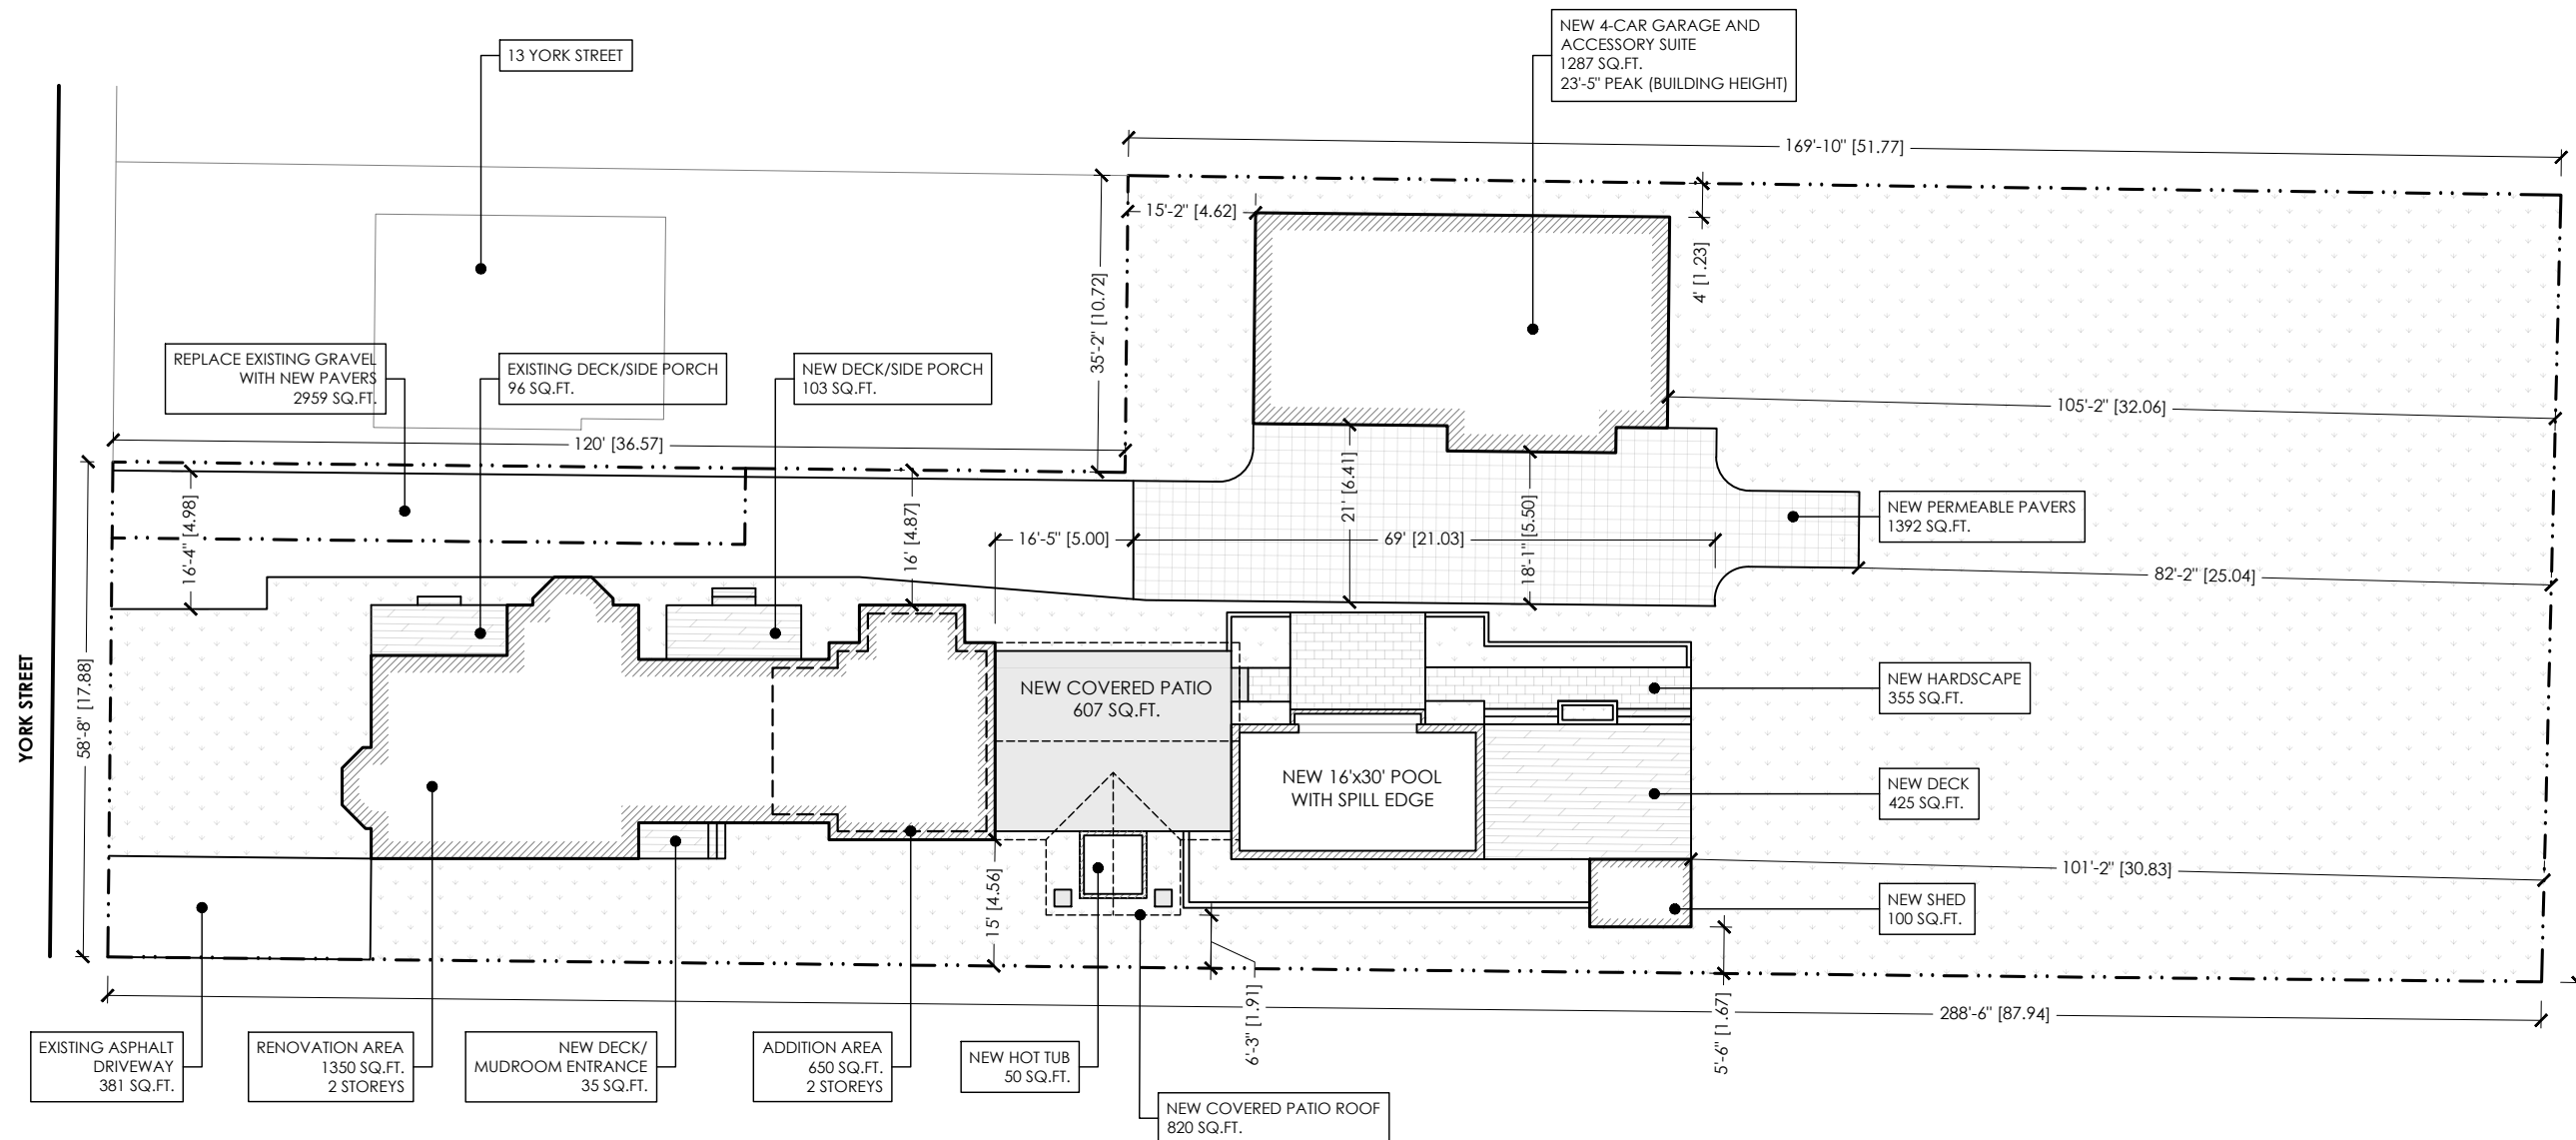 NEW 4-CAR GARAGE AND
ACCESSORY SUITE
1287 SQ.FT.
23'-5" PEAK (BUILDING HEIGHT)
13 YORK STREET
169'-10" [51.77]
15'-2" [4.62]
4' [1.23]
35'-2" [10.72]
REPLACE EXISTING GRAVEL
WITH NEW PAVERS
2959 SQ.FT.
EXISTING DECK/SIDE PORCH
96 SQ.FT.
NEW DECK/SIDE PORCH
103 SQ.FT.
105'-2" [32.06]
120' [36.57]
16'-4" [4.98]
16' [4.87]
21' [6.41]
18'-1" [5.50]
16'-5" [5.00]
69' [21.03]
NEW PERMEABLE PAVERS
1392 SQ.FT.
82'-2" [25.04]
YORK STREET
58'-8" [17.88]
NEW COVERED PATIO
607 SQ.FT.
NEW HARDSCAPE
355 SQ.FT.
NEW 16'x30' POOL
WITH SPILL EDGE
NEW DECK
425 SQ.FT.
101'-2" [30.83]
NEW SHED
100 SQ.FT.
15' [4.56]
6'-3" [1.91]
5'-6" [1.67]
288'-6" [87.94]
EXISTING ASPHALT
DRIVEWAY
381 SQ.FT.
RENOVATION AREA
1350 SQ.FT.
2 STOREYS
NEW DECK/
MUDROOM ENTRANCE
35 SQ.FT.
ADDITION AREA
650 SQ.FT.
2 STOREYS
NEW HOT TUB
50 SQ.FT.
NEW COVERED PATIO ROOF
820 SQ.FT.